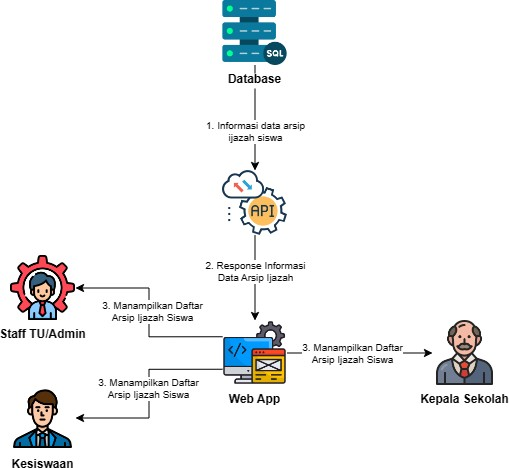 SQL
Database
1. Informasi data arsip
ijazah siswa
API
2. Response Informasi
Data Arsip Ijazah
3. Manampilkan Daftar
Arsip Ijazah Siswa
Staff TU/Admin
</>
3. Manampilkan Daftar
Arsip Ijazah Siswa
3. Manampilkan Daftar
Arsip Ijazah Siswa
Web App
Kepala Sekolah
Kesiswaan